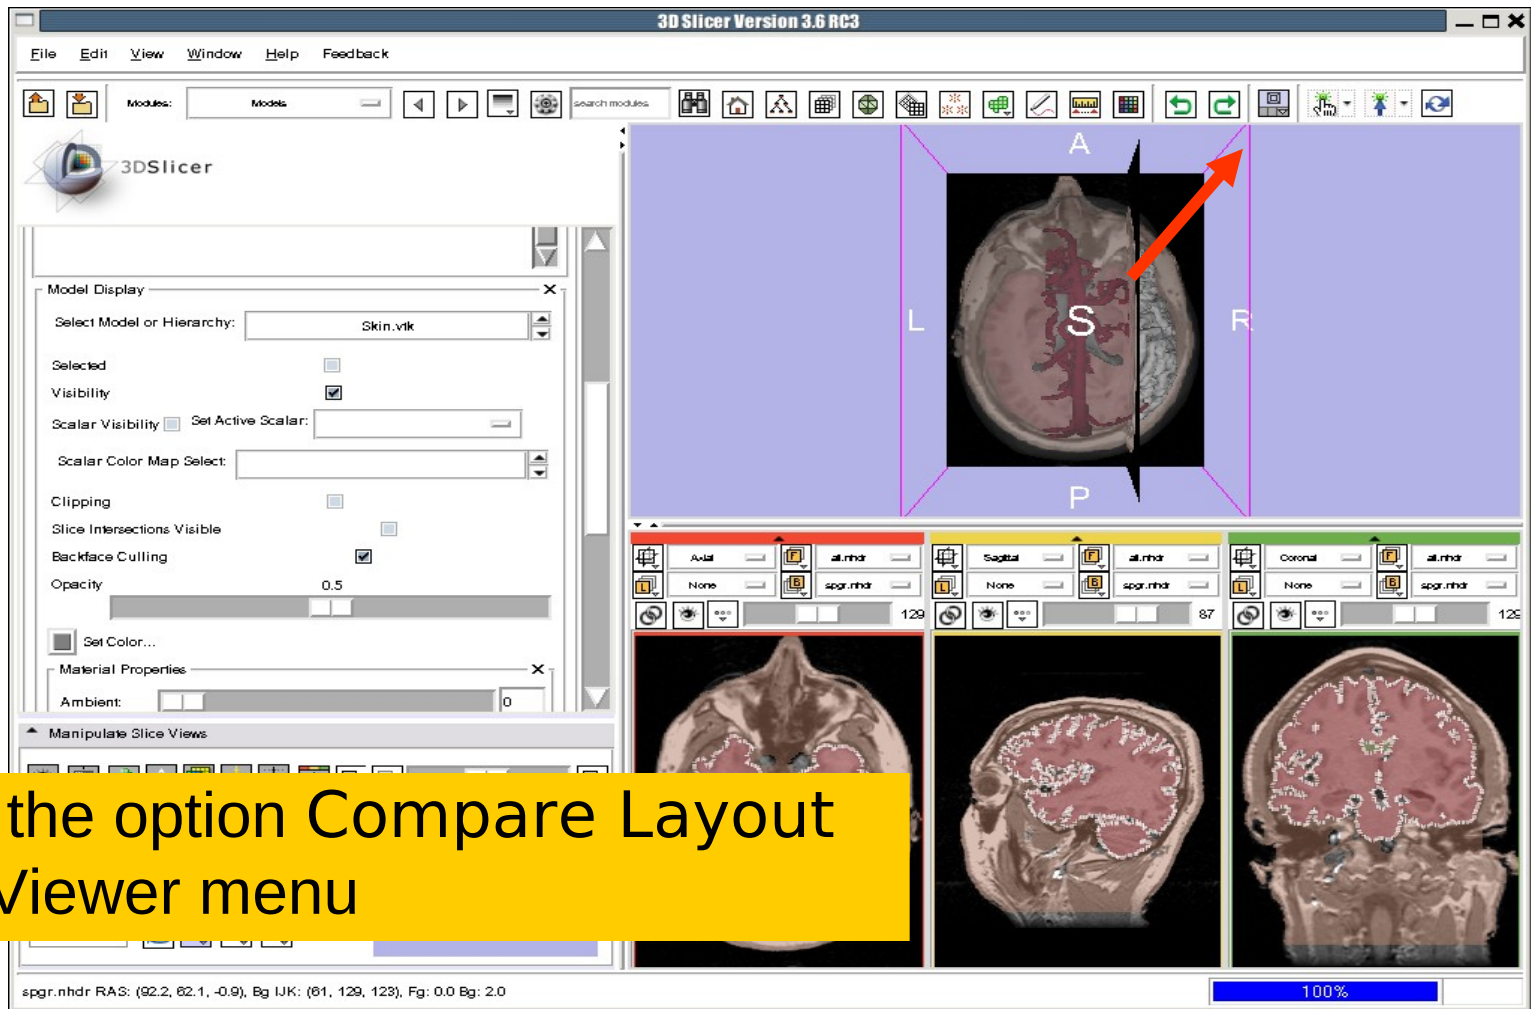 3D Slicer Version 3.6 RC3
File Edit View Window Help Feedback
Modules: Models search modules
3DSlicer
Model Display
Select Model or Hierarchy: Skin.vtk
Selected
Visibility
Scalar Visibility Set Active Scalar:
Scalar Color Map Select:
Clipping
Slice Intersections Visible
Backface Culling
Opacity 0.5
Set Color...
Material Properties
Ambient: 0
Manipulate Slice Views
A
L S R
P
Axial F all.nhdr Sagittal F all.nhdr Coronal F all.nhdr
L None B spgr.nhdr L None B spgr.nhdr L None B spgr.nhdr
129 87 129
the option Compare Layout
Viewer menu
spgr.nhdr RAS: (92.2, 62.1, -0.9), Bg IJK: (61, 129, 123), Fg: 0.0 Bg: 2.0
100%